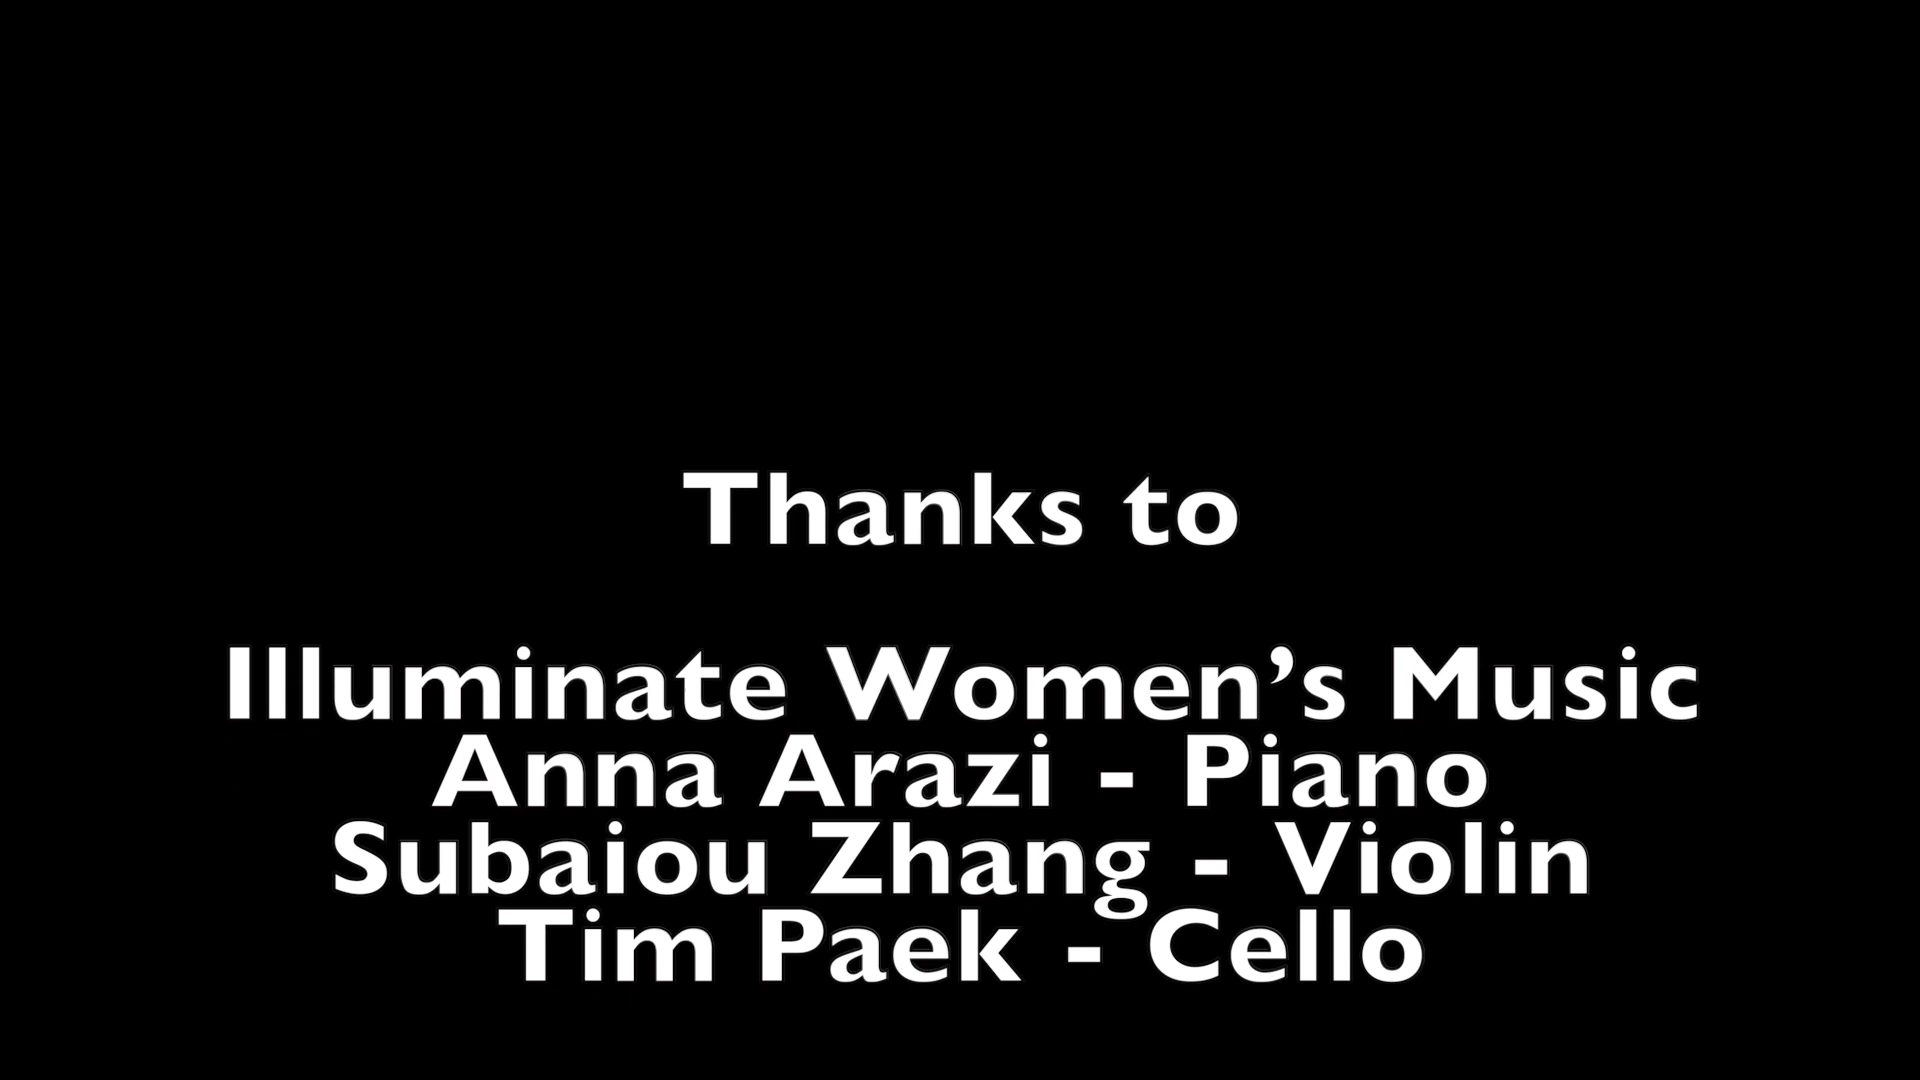 Thanks to
Illuminate Women’s Music
Anna Arazi - Piano
Subaiou Zhang - Violin
Tim Paek - Cello